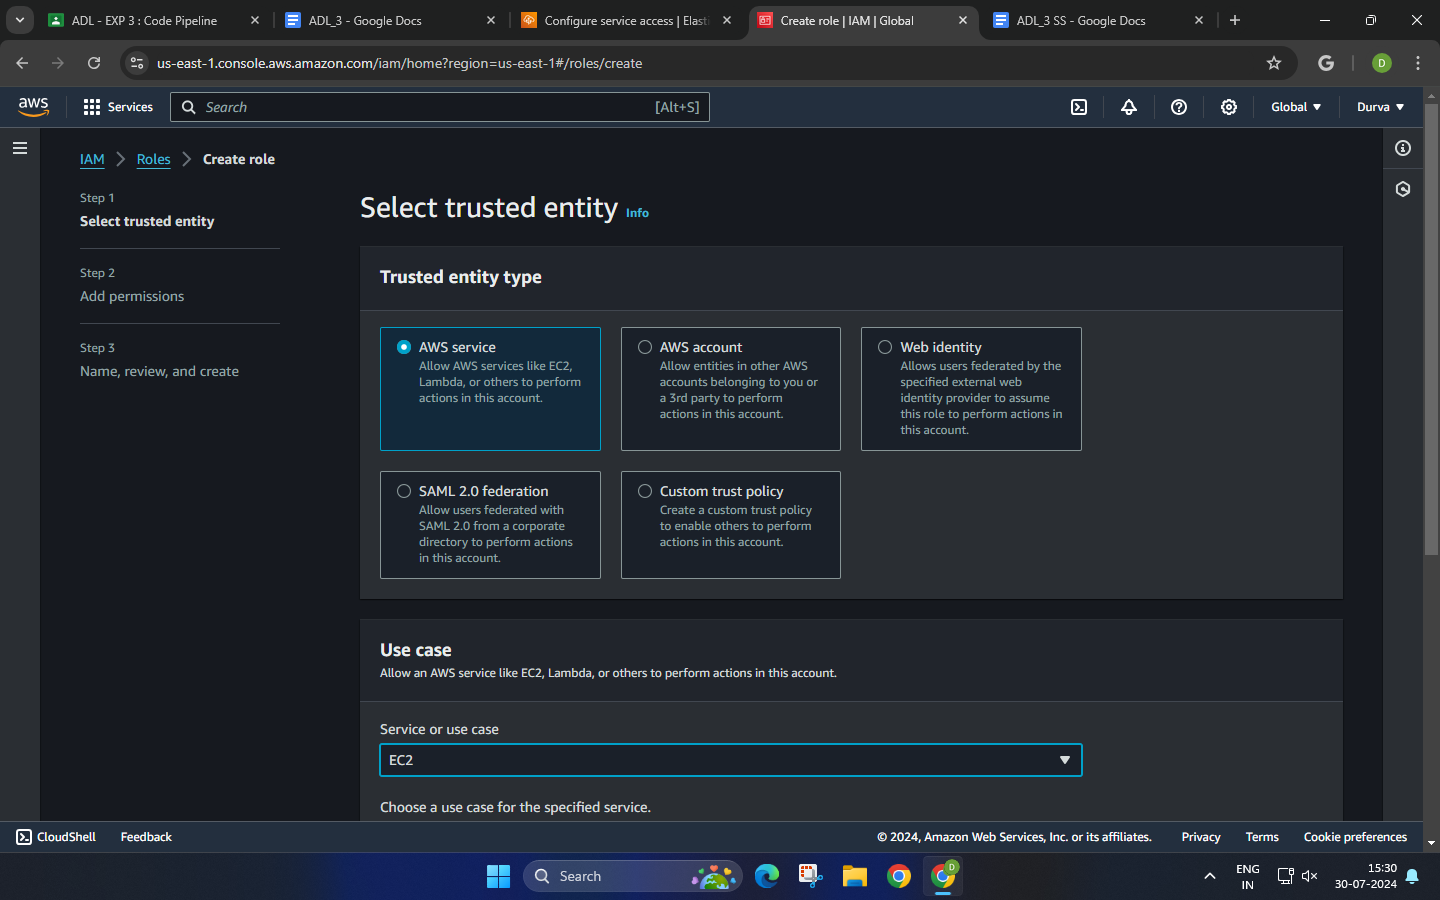 ADL - EXP 3 : Code Pipeline
ADL_3 - Google Docs
Configure service access | Elasti
Create role | IAM | Global
ADL_3 SS - Google Docs
us-east-1.console.aws.amazon.com/iam/home?region=us-east-1#/roles/create
G
D
aws
Services
Search
[Alt+S]
Global
Durva
IAM
Roles
Create role
Step 1
Select trusted entity
Step 2
Add permissions
Step 3
Name, review, and create
Select trusted entity Info
Trusted entity type
AWS service
Allow AWS services like EC2,
Lambda, or others to perform
actions in this account.
AWS account
Allow entities in other AWS
accounts belonging to you or
a 3rd party to perform
actions in this account.
Web identity
Allows users federated by the
specified external web
identity provider to assume
this role to perform actions in
this account.
SAML 2.0 federation
Allow users federated with
SAML 2.0 from a corporate
directory to perform actions
in this account.
Custom trust policy
Create a custom trust policy
to enable others to perform
actions in this account.
Use case
Allow an AWS service like EC2, Lambda, or others to perform actions in this account.
Service or use case
EC2
Choose a use case for the specified service.
CloudShell
Feedback
© 2024, Amazon Web Services, Inc. or its affiliates.
Privacy
Terms
Cookie preferences
Search
D
ENG
IN
15:30
30-07-2024